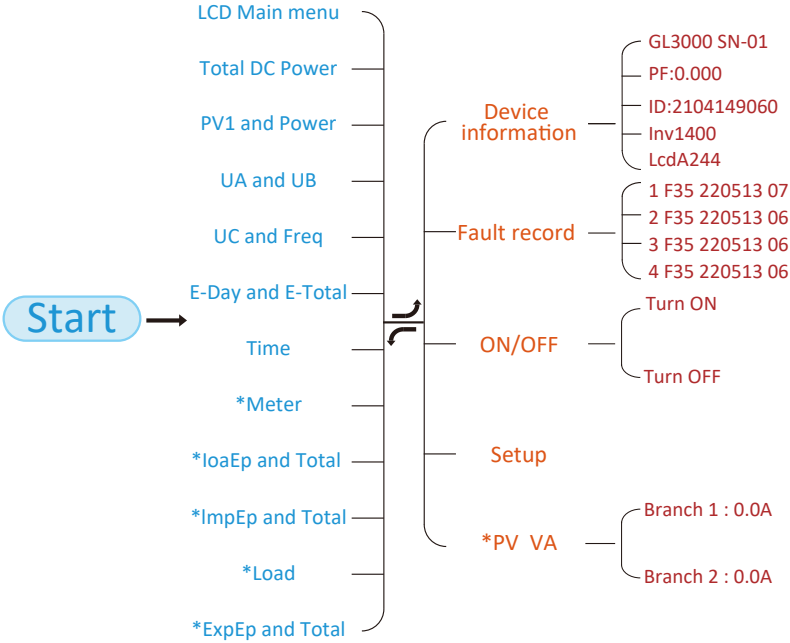 Start
LCD Main menu
Total DC Power
PV1 and Power
UA and UB
UC and Freq
E-Day and E-Total
Time
*Meter
*IoaEp and Total
*ImpEp and Total
*Load
*ExpEp and Total
Device
information
Fault record
ON/OFF
Setup
*PV VA
GL3000 SN-01
PF:0.000
ID:2104149060
Inv1400
LcdA244
1 F35 220513 07
2 F35 220513 06
3 F35 220513 06
4 F35 220513 06
Turn ON
Turn OFF
Branch 1 : 0.0A
Branch 2 : 0.0A